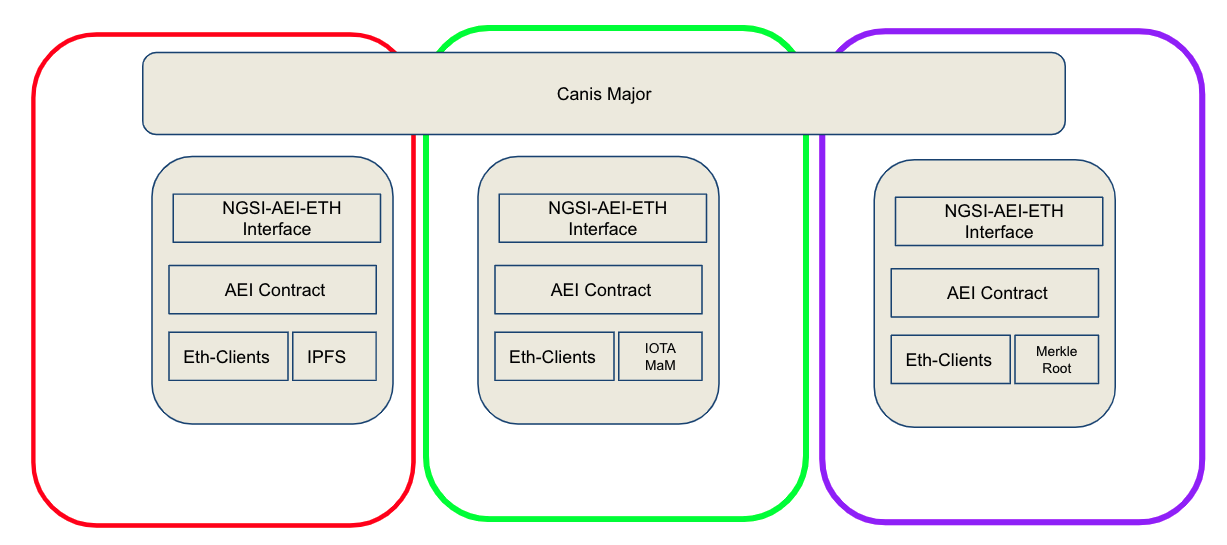 Canis Major
NGSI-AEI-ETH
Interface
AEI Contract
Eth-Clients
IPFS
NGSI-AEI-ETH
Interface
AEI Contract
Eth-Clients
IOTA
MaM
NGSI-AEI-ETH
Interface
AEI Contract
Eth-Clients
Merkle
Root